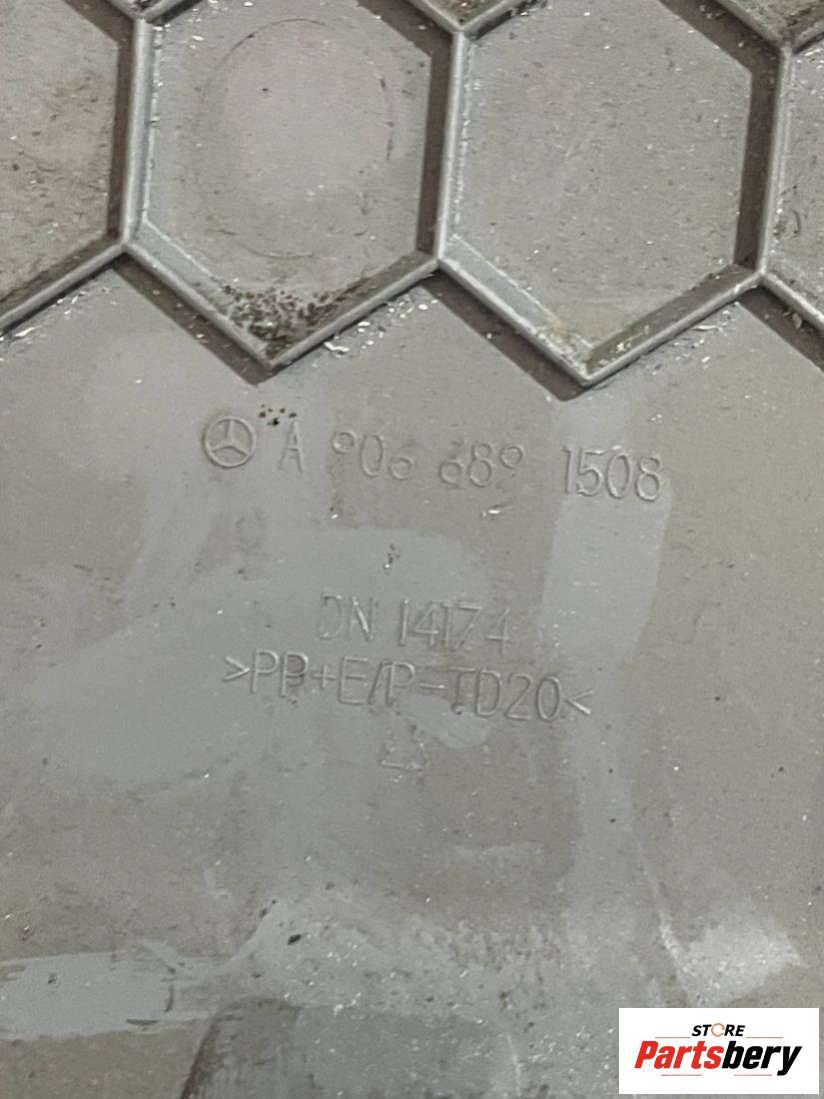 A 906 689 1508
DN 14174
>PP+E/P-TD20<
STORE
Partsbery